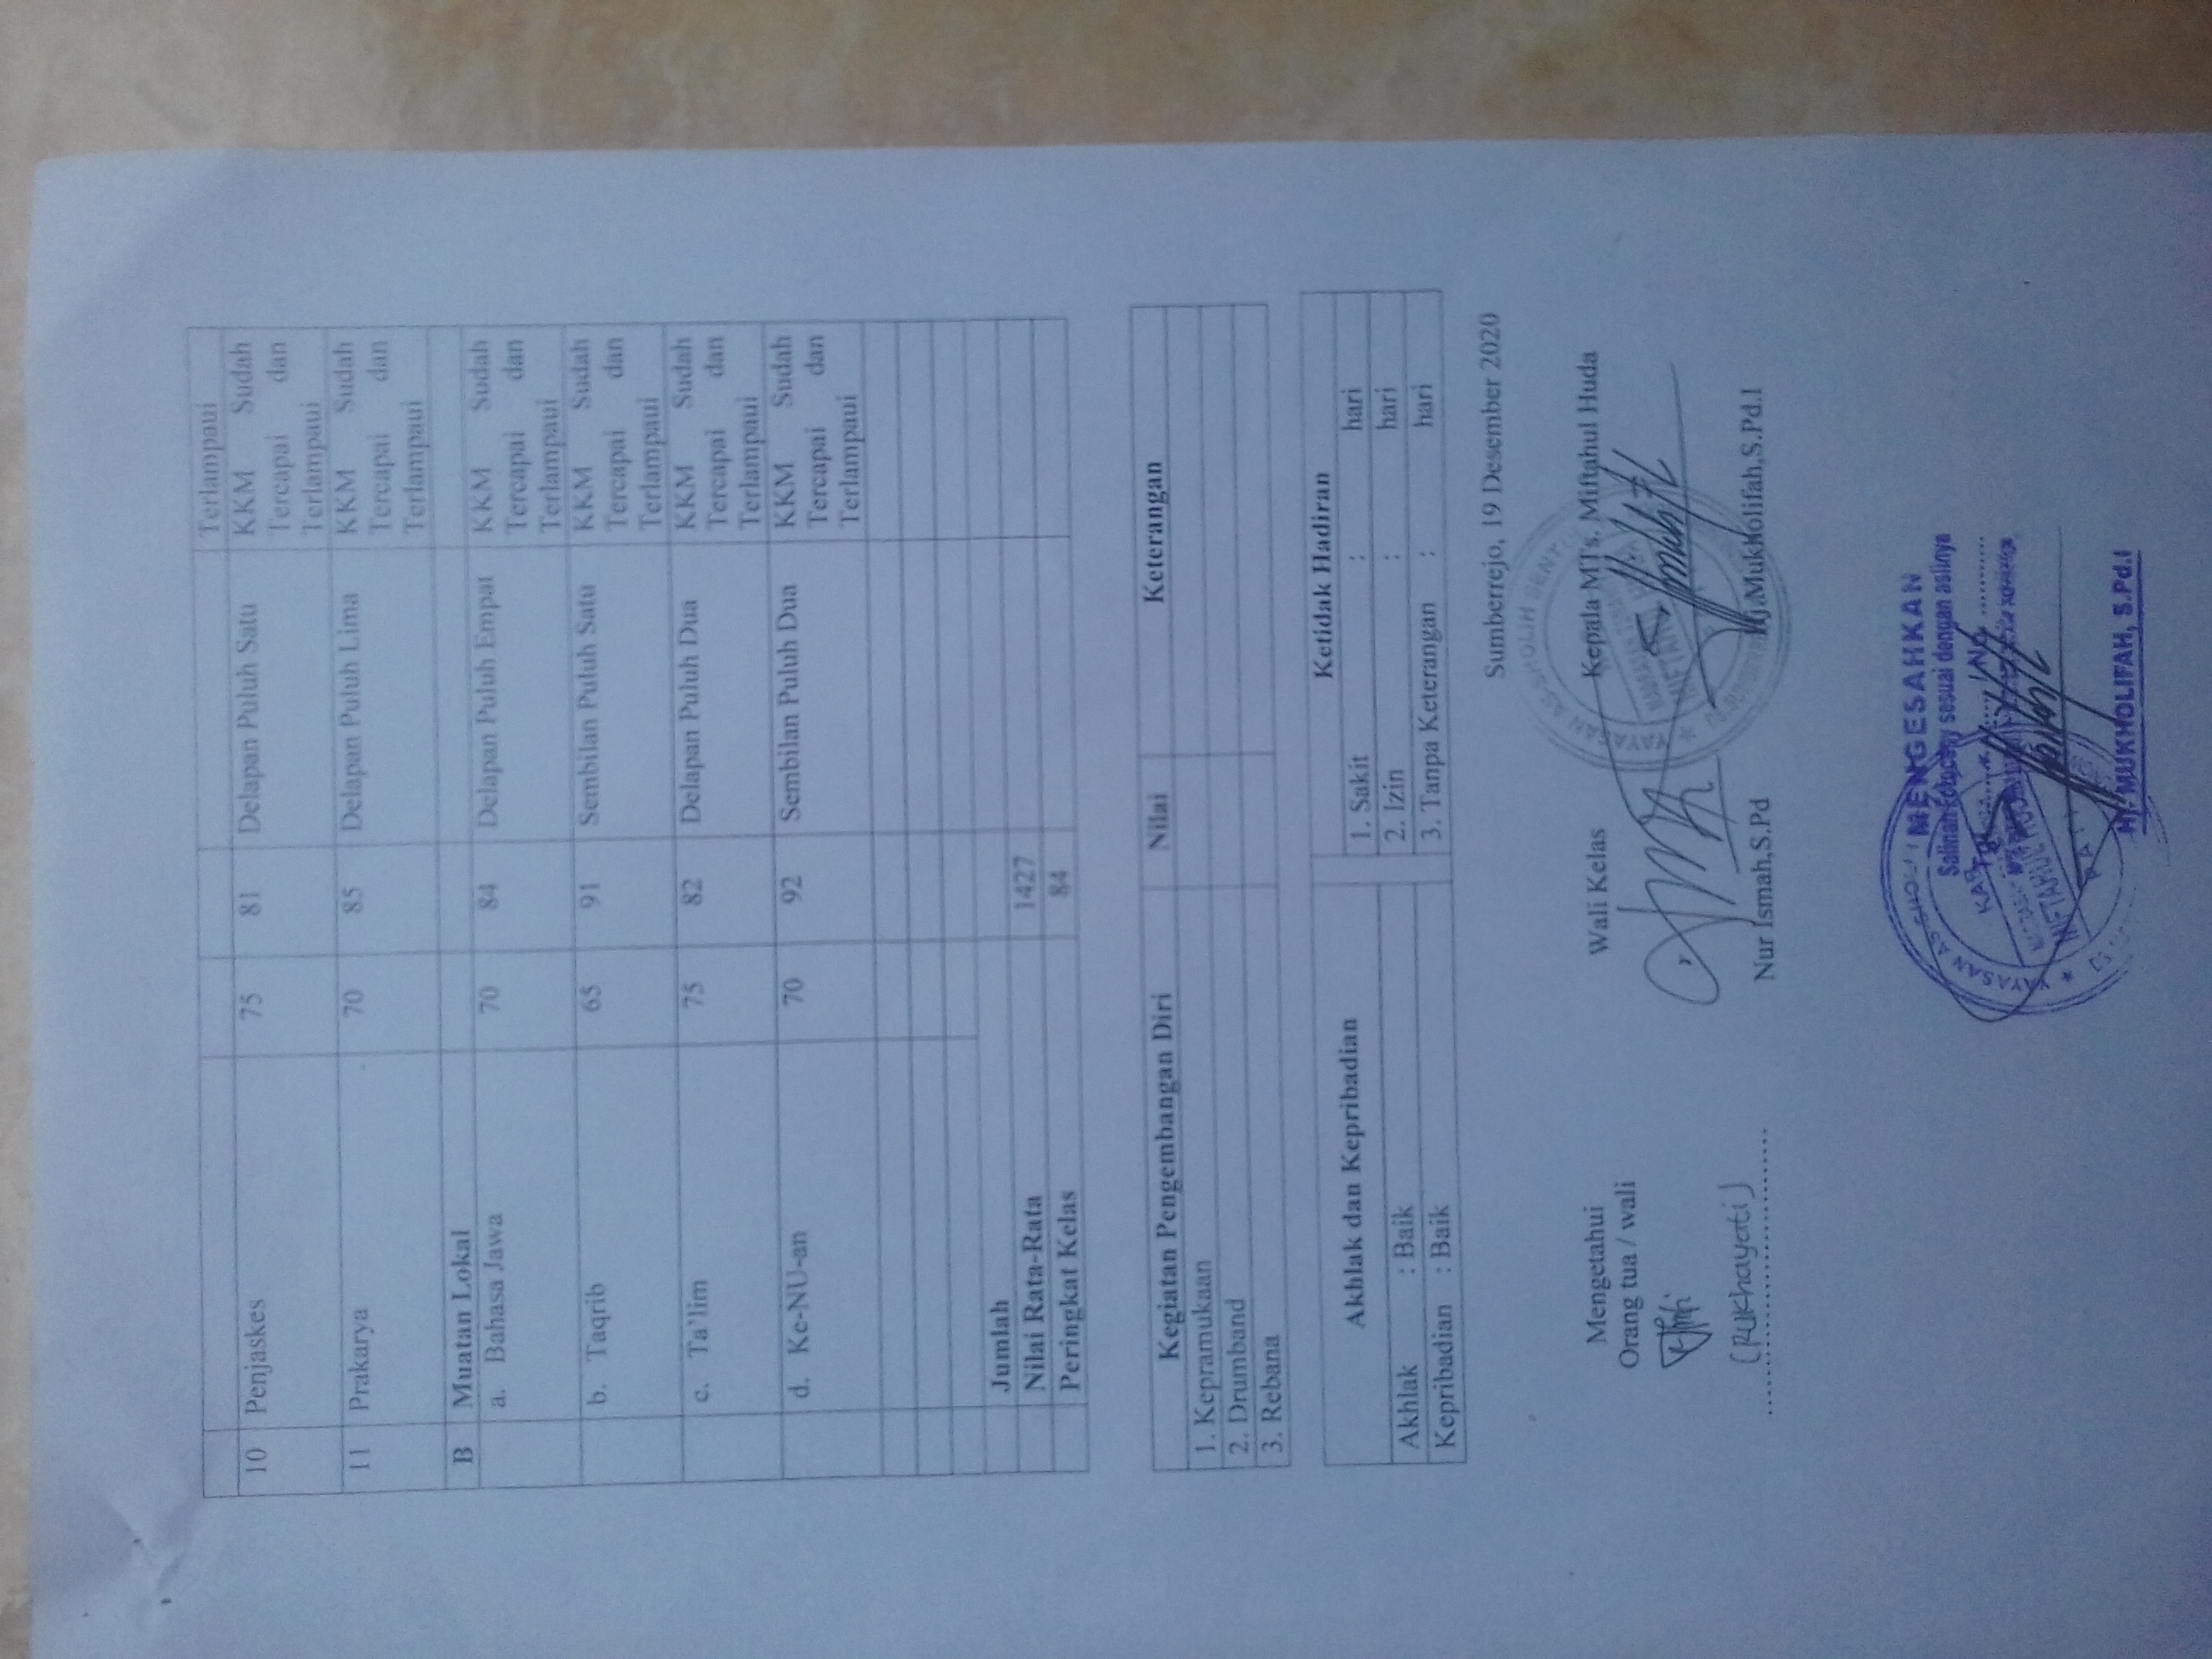 Terlampaui
10 Penjaskes 75 81 Delapan Puluh Satu KKM Sudah
Tercapai dan
Terlampaui
11 Prakarya 70 85 Delapan Puluh Lima KKM Sudah
Tercapai dan
Terlampaui
B Muatan Lokal
a. Bahasa Jawa 70 84 Delapan Puluh Empat KKM Sudah
Tercapai dan
Terlampaui
b. Taqrib 65 91 Sembilan Puluh Satu KKM Sudah
Tercapai dan
Terlampaui
c. Ta'lim 75 82 Delapan Puluh Dua KKM Sudah
Tercapai dan
Terlampaui
d. Ke-NU-an 70 92 Sembilan Puluh Dua KKM Sudah
Tercapai dan
Terlampaui
Jumlah
Nilai Rata-Rata 1427
Peringkat Kelas 84
Kegiatan Pengembangan Diri Nilai Keterangan
1. Kepramukaan
2. Drumband
3. Rebana
Akhlak dan Kepribadian
Akhlak : Baik
Kepribadian : Baik
Ketidak Hadiran
1. Sakit : hari
2. Izin : hari
3. Tanpa Keterangan : hari
Sumberrejo, 19 Desember 2020
Mengetahui
Orang tua / wali
(Rukhayati)
Wali Kelas
Nur Ismah,S.Pd
Kepala MTs. Miftahul Huda
Hj.Mukholifah,S.Pd.I
YAYASAN AS-SHOLIH SENTUL
MIFTAHUL HUDA
MENGESAHKAN
Salinan Fotocopy sesuai dengan aslinya
Tgl ............ / No ............
YAYASAN AS-SHOLIH
KAB
MIFTAHUL HUDA
PATI
Hj. MUKHOLIFAH, S.Pd.I